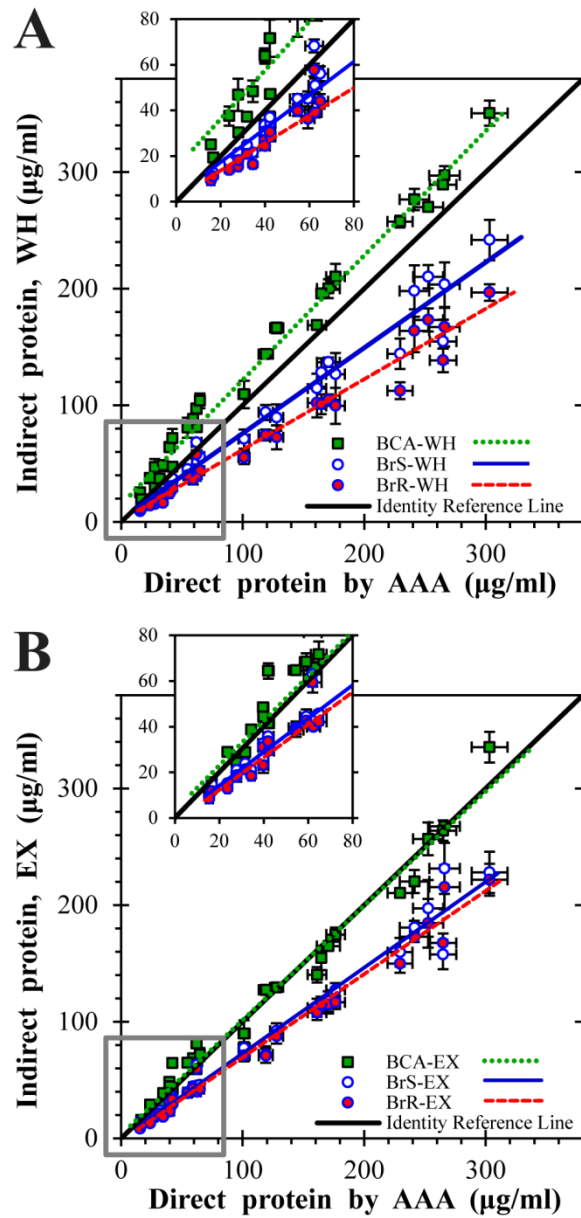 A
80
60
40
20
0
0 20 40 60 80
300
200
100
0
Indirect protein, WH (µg/ml)
BCA-WH
BrS-WH
BrR-WH
Identity Reference Line
0 100 200 300
Direct protein by AAA (µg/ml)
B
80
60
40
20
0
0 20 40 60 80
300
200
100
0
Indirect protein, EX (µg/ml)
BCA-EX
BrS-EX
BrR-EX
Identity Reference Line
0 100 200 300
Direct protein by AAA (µg/ml)